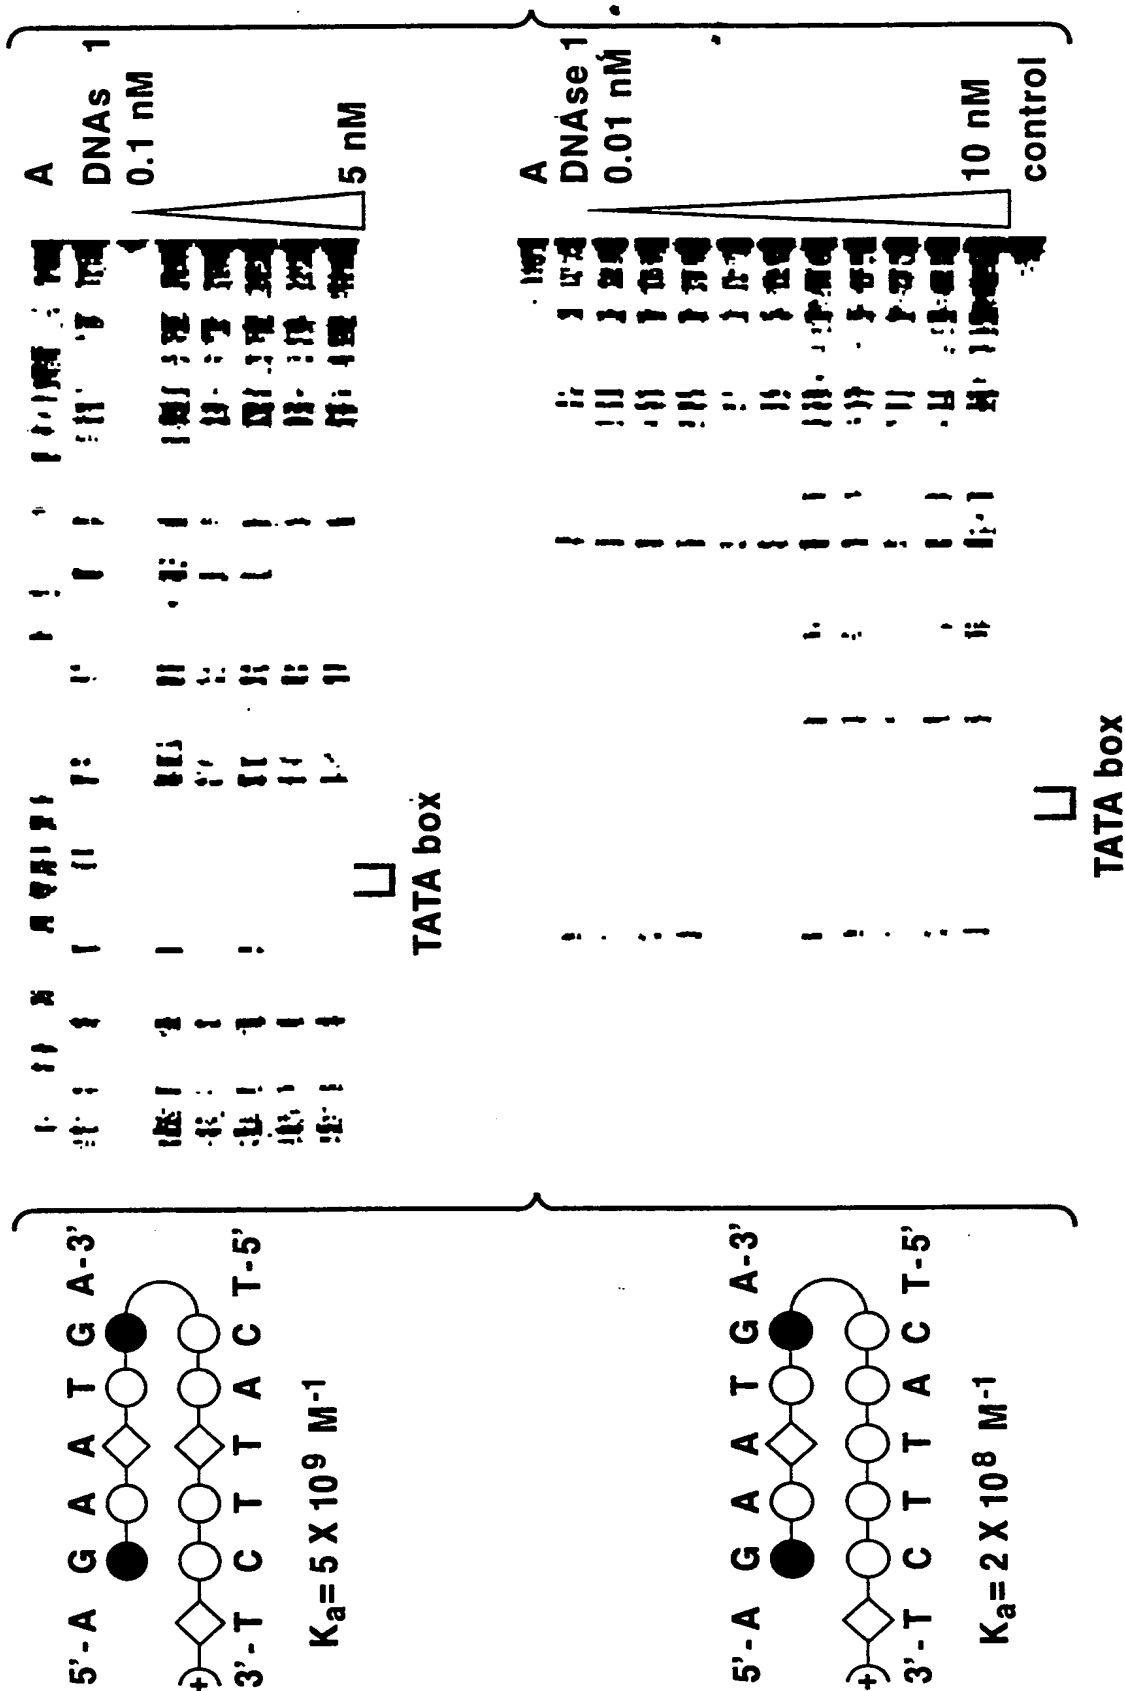 A
DNAs 1
0.1 nM
5 nM
TATA box
A
DNAse 1
0.01 nM
10 nM
control
TATA box
5'-A G A A T G A-3'
+
3'-T C T T A C T-5'
Ka= 5 X 10⁹ M⁻¹
5'-A G A A T G A-3'
+
3'-T C T T A C T-5'
Ka= 2 X 10⁸ M⁻¹